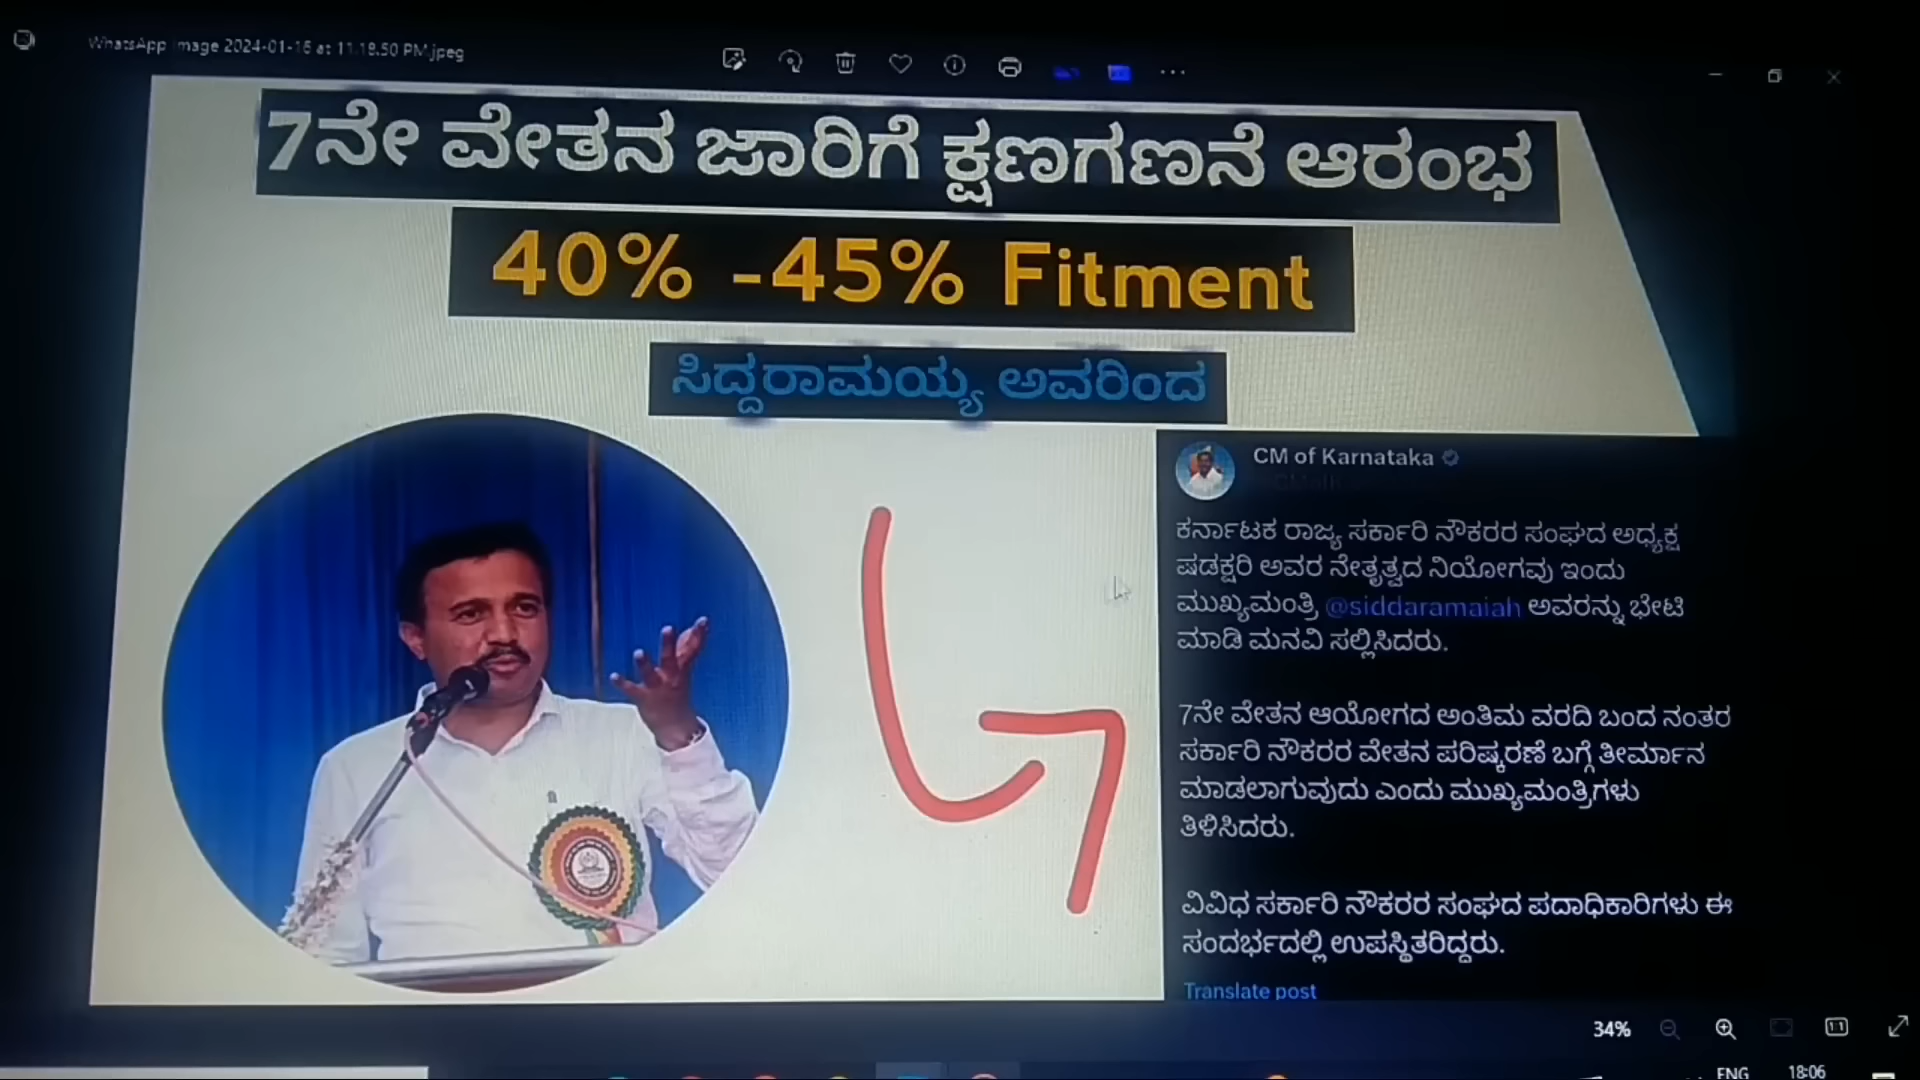 WhatsApp Image 2024-01-16 at 11.18.50 PM.jpeg
7ನೇ ವೇತನ ಜಾರಿಗೆ ಕ್ಷಣಗಣನೆ ಆರಂಭ
40% -45% Fitment
ಸಿದ್ದರಾಮಯ್ಯ ಅವರಿಂದ
CM of Karnataka
ಕರ್ನಾಟಕ ರಾಜ್ಯ ಸರ್ಕಾರಿ ನೌಕರರ ಸಂಘದ ಅಧ್ಯಕ್ಷ
ಷಡಕ್ಷರಿ ಅವರ ನೇತೃತ್ವದ ನಿಯೋಗವು ಇಂದು
ಮುಖ್ಯಮಂತ್ರಿ @siddaramaiah ಅವರನ್ನು ಭೇಟಿ
ಮಾಡಿ ಮನವಿ ಸಲ್ಲಿಸಿದರು.
7ನೇ ವೇತನ ಆಯೋಗದ ಅಂತಿಮ ವರದಿ ಬಂದ ನಂತರ
ಸರ್ಕಾರಿ ನೌಕರರ ವೇತನ ಪರಿಷ್ಕರಣೆ ಬಗ್ಗೆ ತೀರ್ಮಾನ
ಮಾಡಲಾಗುವುದು ಎಂದು ಮುಖ್ಯಮಂತ್ರಿಗಳು
ತಿಳಿಸಿದರು.
ವಿವಿಧ ಸರ್ಕಾರಿ ನೌಕರರ ಸಂಘದ ಪದಾಧಿಕಾರಿಗಳು ಈ
ಸಂದರ್ಭದಲ್ಲಿ ಉಪಸ್ಥಿತರಿದ್ದರು.
Translate post
34%
1:1
ENG
18:06